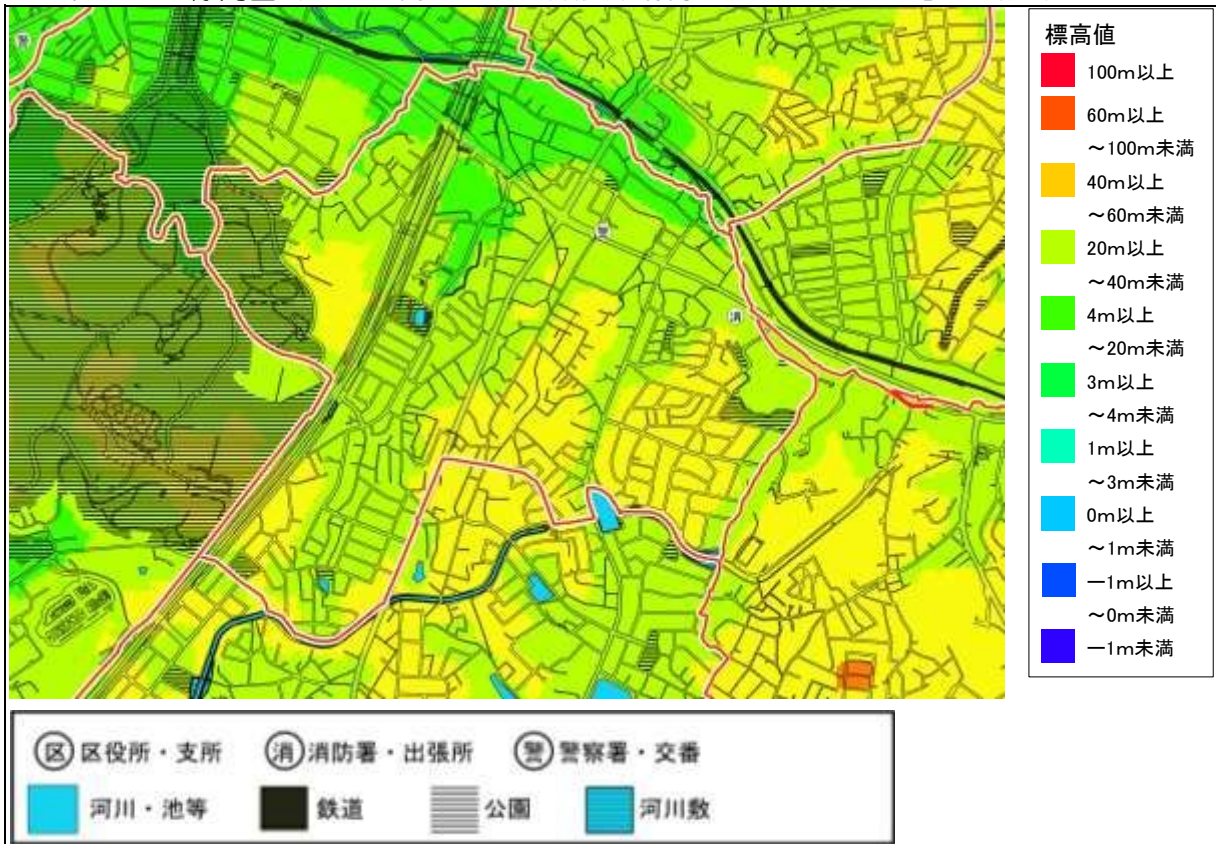 標高値
100m以上
60m以上
～100m未満
40m以上
～60m未満
20m以上
～40m未満
4m以上
～20m未満
3m以上
～4m未満
1m以上
～3m未満
0m以上
～1m未満
－1m以上
～0m未満
－1m未満
警
警
消
区 区役所・支所 消 消防署・出張所 警 警察署・交番
河川・池等 鉄道 公園 河川敷